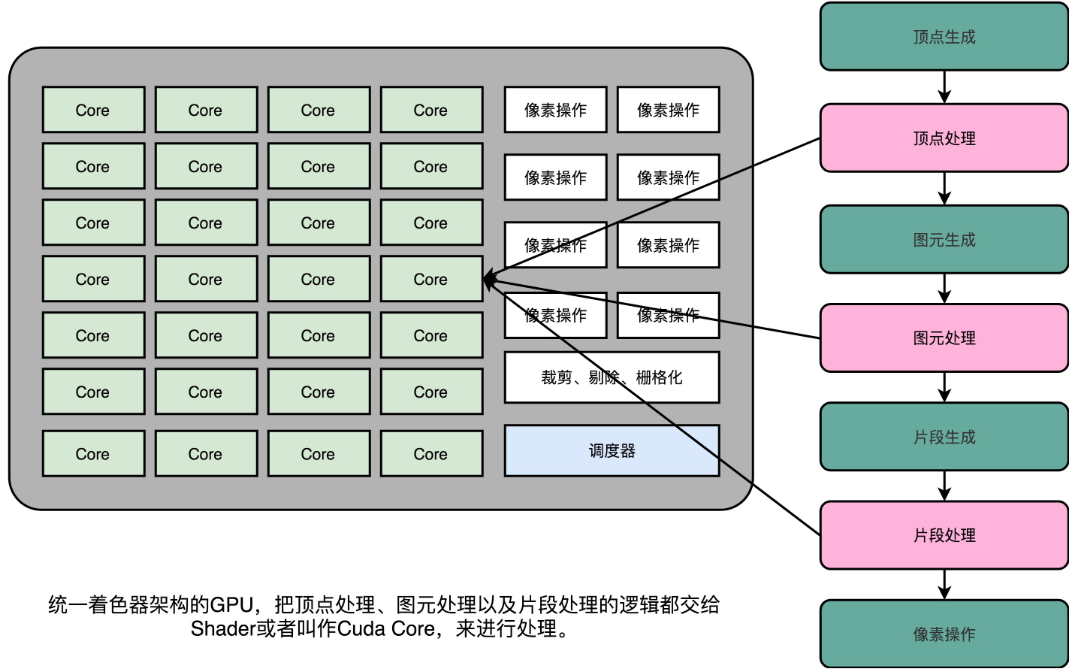 顶点生成
Core Core Core Core 像素操作 像素操作
顶点处理
Core Core Core Core 像素操作 像素操作
Core Core Core Core 像素操作 像素操作
图元生成
Core Core Core Core 像素操作 像素操作
Core Core Core Core
图元处理
Core Core Core Core 裁剪、剔除、栅格化
片段生成
Core Core Core Core 调度器
片段处理
统一着色器架构的GPU，把顶点处理、图元处理以及片段处理的逻辑都交给
Shader或者叫作Cuda Core，来进行处理。
像素操作